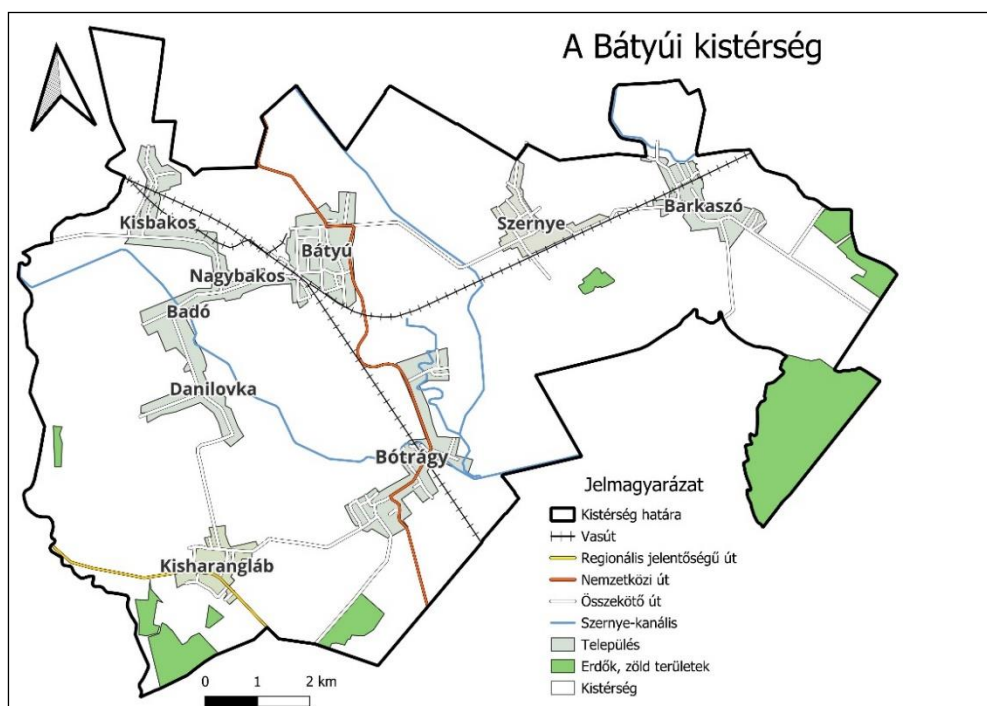 A Bátyúi kistérség
Kisbakos
Szernye
Barkaszó
Bátyú
Nagybakos
Badó
Danilovka
Bótrágy
Kisharangláb
Jelmagyarázat
Kistérség határa
Vasút
Regionális jelentőségű út
Nemzetközi út
Összekötő út
Szernye-kanális
Település
Erdők, zöld területek
Kistérség
0 1 2 km